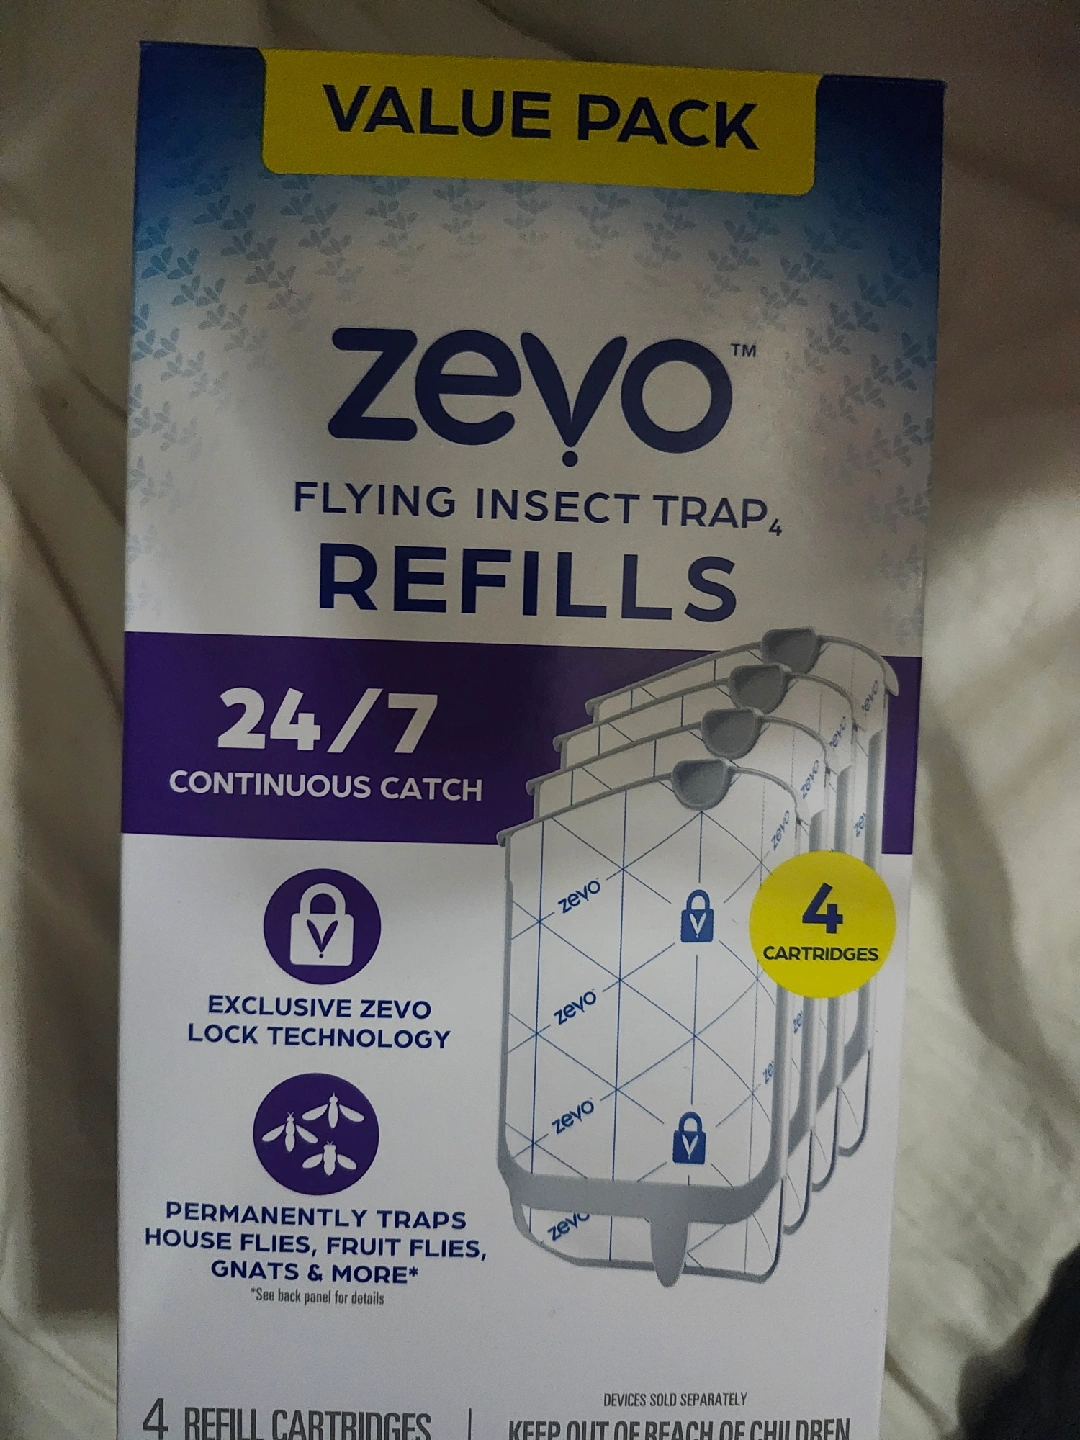 VALUE PACK
zevo™
FLYING INSECT TRAP₄
REFILLS
24/7
CONTINUOUS CATCH
zevo
zevo
zevo
zevo
zevo
zevo
4
CARTRIDGES
EXCLUSIVE ZEVO
LOCK TECHNOLOGY
PERMANENTLY TRAPS
HOUSE FLIES, FRUIT FLIES,
GNATS & MORE*
*See back panel for details
DEVICES SOLD SEPARATELY
4 REFILL CARTRIDGES
KEEP OUT OF REACH OF CHILDREN